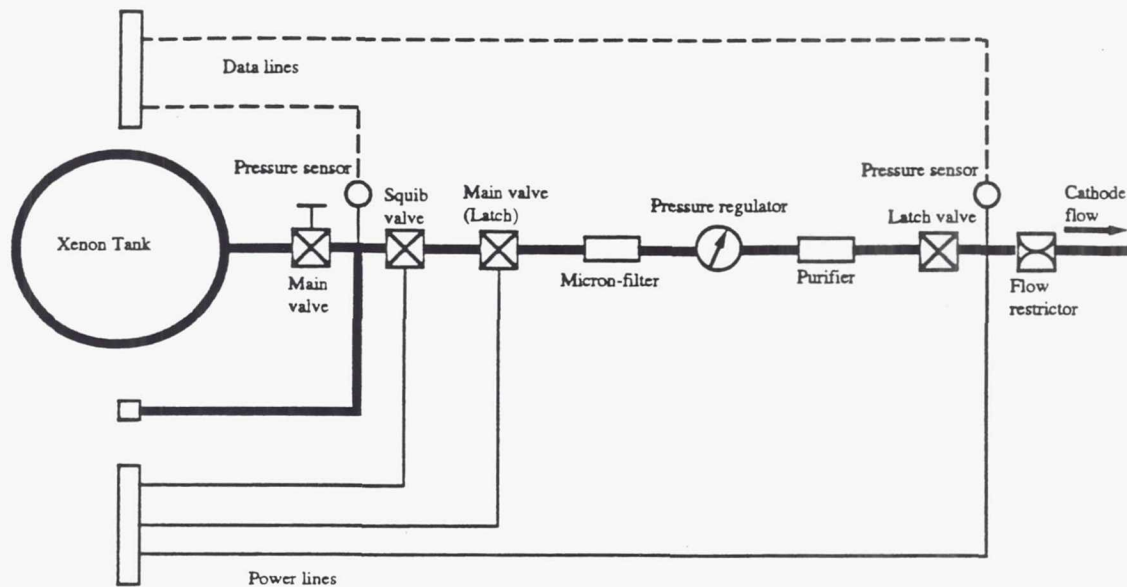 Data lines
Pressure sensor
Squib
valve
Main valve
(Latch)
Pressure regulator
Pressure sensor
Latch valve
Cathode
flow
Xenon Tank
Main
valve
Micron-filter
Purifier
Flow
restrictor
Power lines